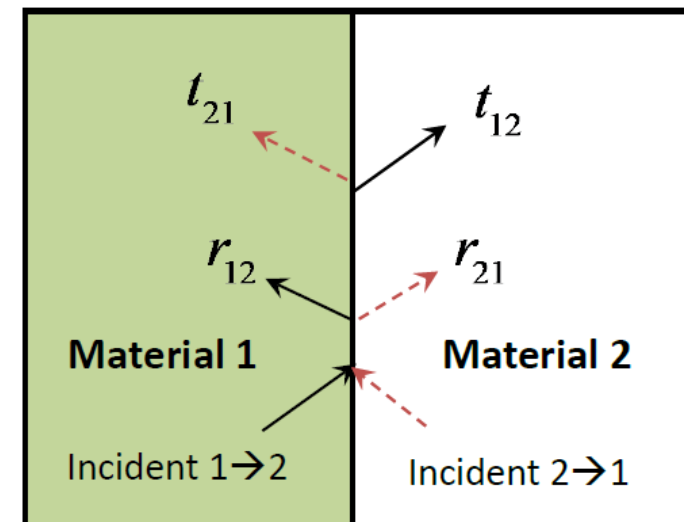 t₂₁ t₁₂
r₁₂ r₂₁
Material 1 Material 2
Incident 1→2 Incident 2→1